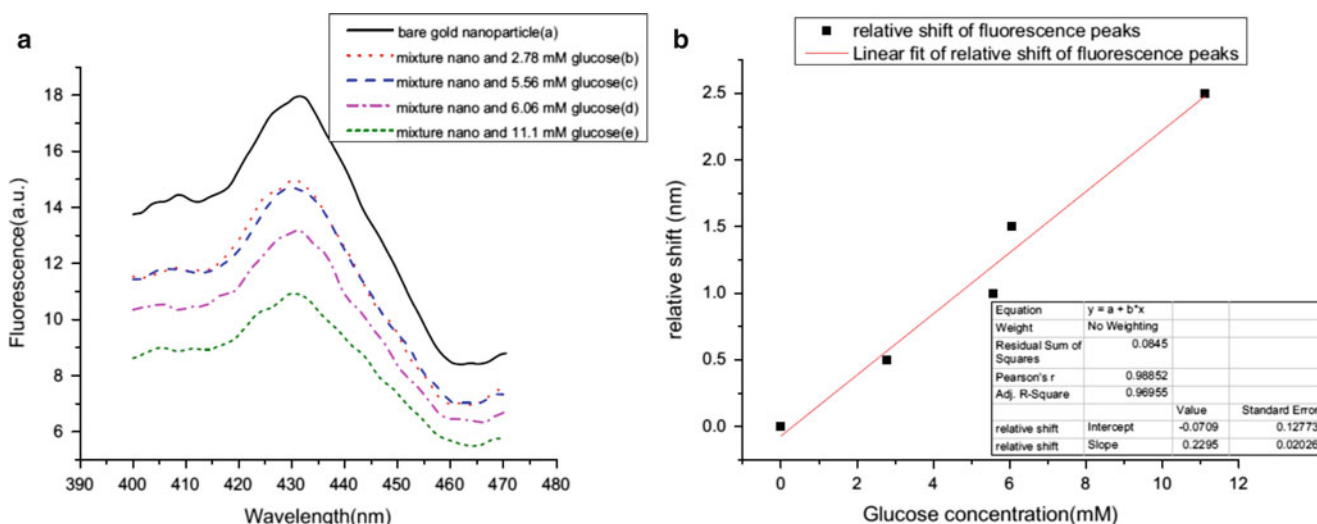 a
bare gold nanoparticle(a)
mixture nano and 2.78 mM glucose(b)
mixture nano and 5.56 mM glucose(c)
mixture nano and 6.06 mM glucose(d)
mixture nano and 11.1 mM glucose(e)
18
16
14
12
10
8
6
Fluorescence(a.u.)
390 400 410 420 430 440 450 460 470 480
Wavelength(nm)
b
relative shift of fluorescence peaks
Linear fit of relative shift of fluorescence peaks
2.5
2.0
1.5
1.0
0.5
0.0
relative shift (nm)
Equation y = a + b*x
Weight No Weighting
Residual Sum of Squares 0.0845
Pearson's r 0.98852
Adj. R-Square 0.96955
Value Standard Error
relative shift Intercept -0.0709 0.12773
relative shift Slope 0.2295 0.02026
0 2 4 6 8 10 12
Glucose concentration(mM)